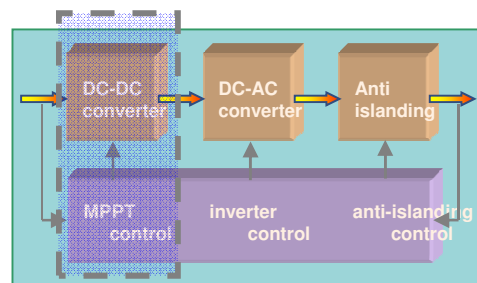 DC-DC
converter
DC-AC
converter
Anti
islanding
MPPT
control
inverter
control
anti-islanding
control